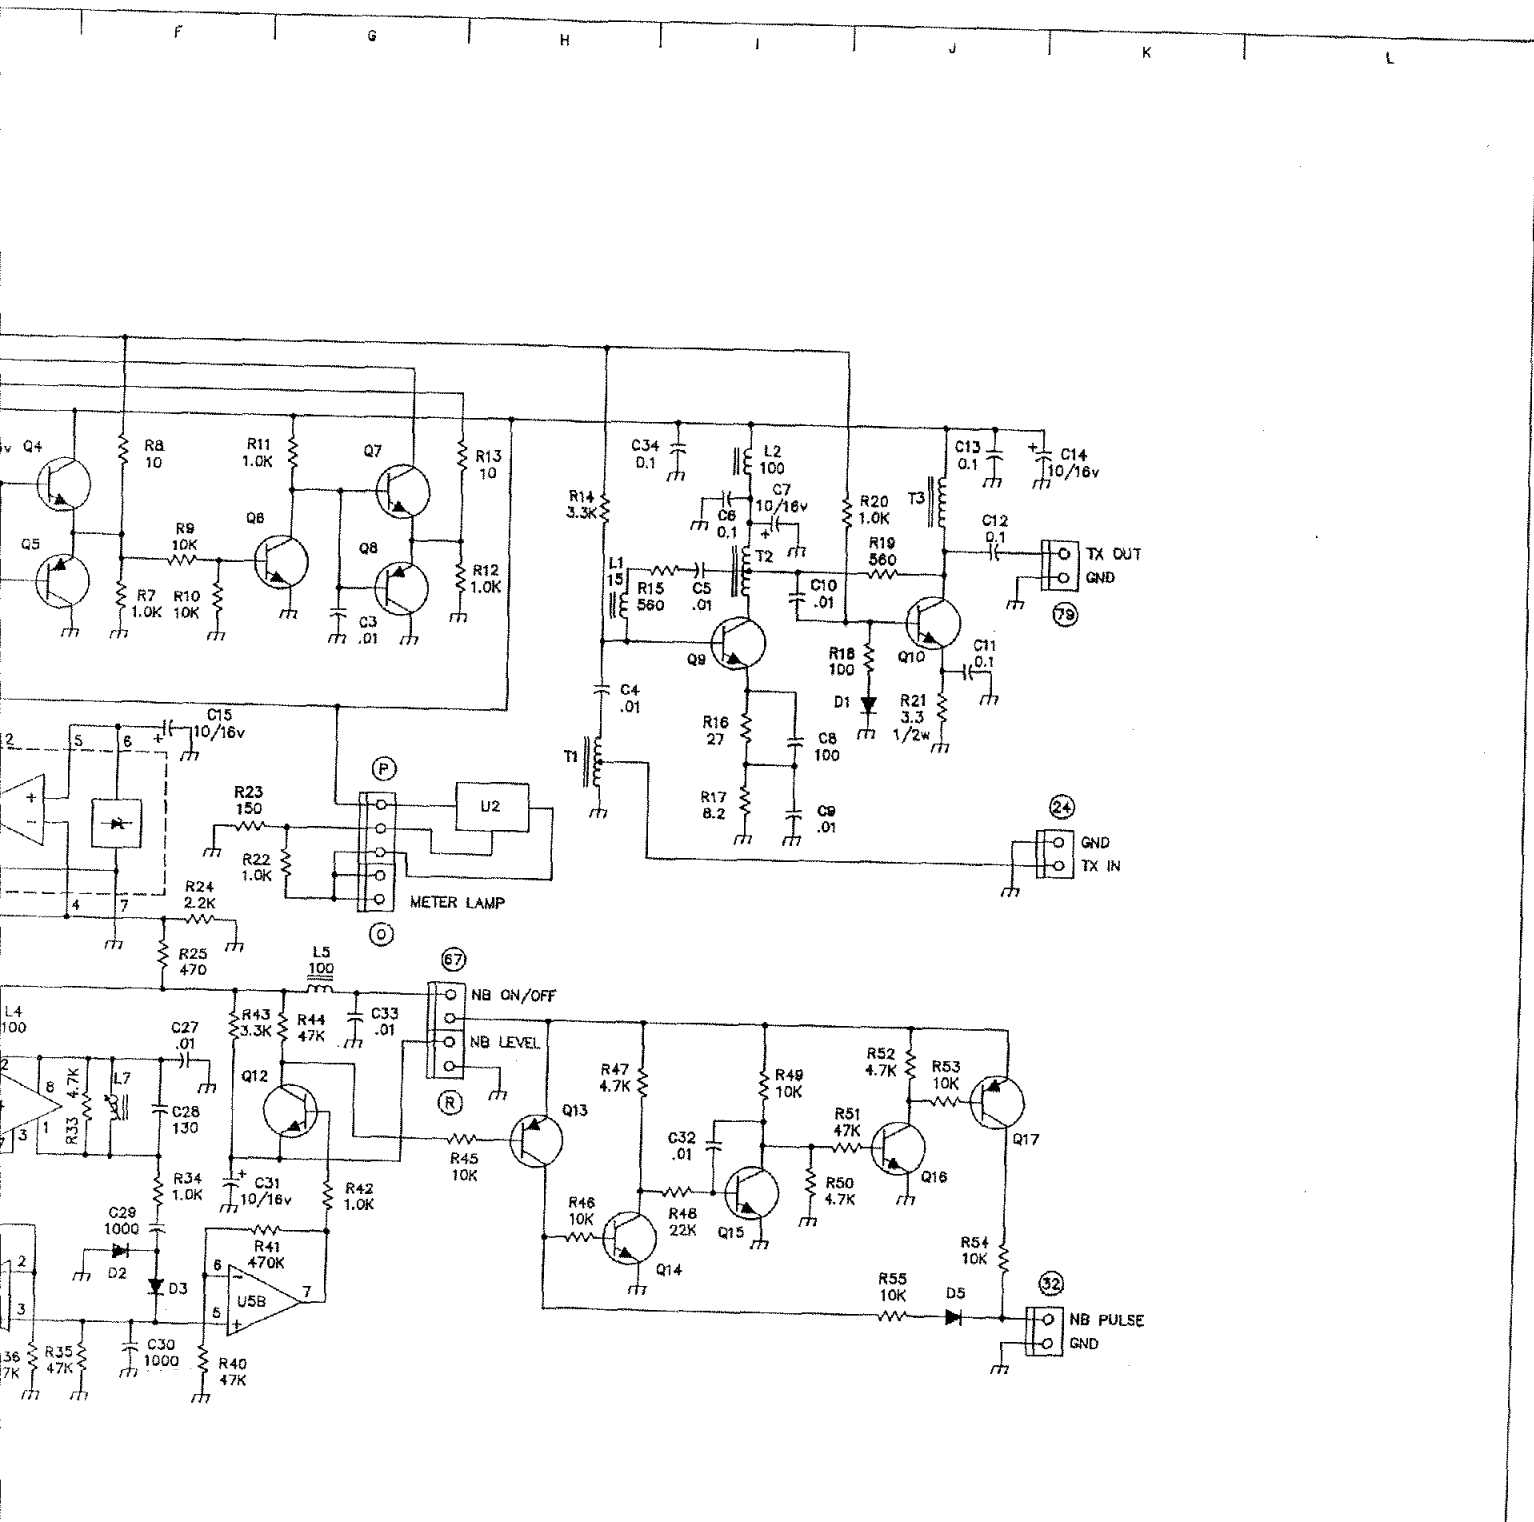 F G H I J K L
Q4
R8
10
R11
1.0K
Q7
R13
10
C34
0.1
L2
100
C13
0.1
+
C14
10/16v
R14
3.3K
C7
10/16v
C6
0.1
+
R20
1.0K
T3
Q5
R9
10K
Q6
Q8
T2
R19
560
C12
0.1
TX OUT
GND
79
R7
1.0K
R10
10K
C3
.01
R12
1.0K
L1
15
R15
560
C5
.01
C10
.01
Q9
R18
100
Q10
C11
0.1
C4
.01
D1
R21
3.3
1/2w
C15
10/16v
+
2
5
6
R16
27
C8
100
T1
P
R23
150
U2
R17
8.2
C9
.01
24
GND
TX IN
+
-
R22
1.0K
R24
2.2K
4
7
METER LAMP
O
R25
470
L5
100
67
NB ON/OFF
L4
100
R43
3.3K
R44
47K
C33
.01
NB LEVEL
C27
.01
2
8
4.7K
R33
L7
C28
130
Q12
R
R47
4.7K
R49
10K
R52
4.7K
R53
10K
Q17
3
1
Q13
R45
10K
C32
.01
R51
47K
Q16
R34
1.0K
+
C31
10/16v
R42
1.0K
R46
10K
R48
22K
Q15
R50
4.7K
C29
1000
D2
D3
R41
470K
Q14
R54
10K
2
3
6
-
5
+
U5B
7
R55
10K
D5
32
NB PULSE
GND
36
7K
R35
47K
C30
1000
R40
47K